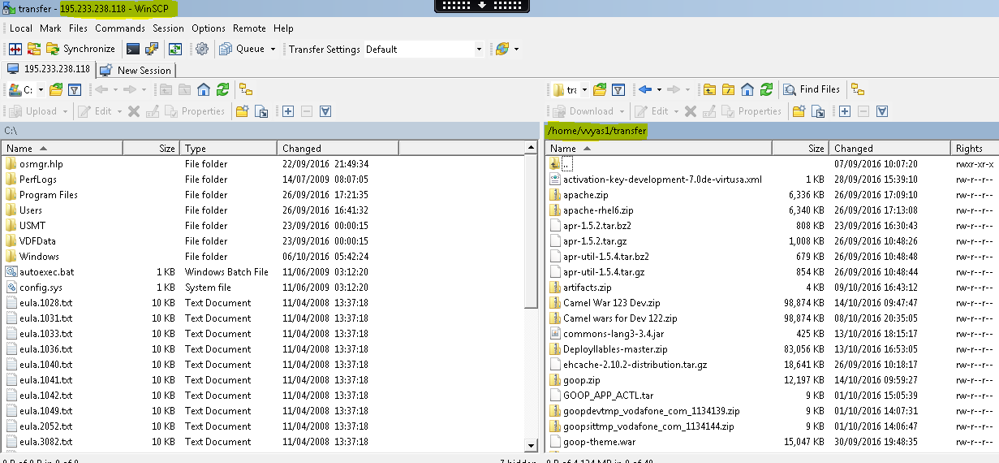 transfer - 195.233.238.118 - WinSCP
Local Mark Files Commands Session Options Remote Help
Synchronize Queue Transfer Settings Default
195.233.238.118 New Session
C: tra Find Files
Upload Edit Properties Download Edit Properties
C:\ /home/vvyas1/transfer
Name Size Type Changed Name Size Changed Rights
osmgr.hlp File folder 22/09/2016 21:49:34 .. 07/09/2016 10:07:20 rwxr-xr-x
PerfLogs File folder 14/07/2009 08:07:05 activation-key-development-7.0de-virtusa.xml 1 KB 28/09/2016 15:39:10 rw-r--r--
Program Files File folder 26/09/2016 17:21:35 apache.zip 6,336 KB 26/09/2016 17:09:10 rw-r--r--
Users File folder 26/09/2016 16:41:32 apache-rhel6.zip 6,340 KB 26/09/2016 17:13:08 rw-r--r--
USMT File folder 23/09/2016 00:00:15 apr-1.5.2.tar.bz2 808 KB 23/09/2016 16:30:43 rw-r--r--
VDFData File folder 23/09/2016 00:00:15 apr-1.5.2.tar.gz 1,008 KB 26/09/2016 10:48:26 rw-r--r--
Windows File folder 06/10/2016 05:42:24 apr-util-1.5.4.tar.bz2 679 KB 26/09/2016 10:48:48 rw-r--r--
autoexec.bat 1 KB Windows Batch File 11/06/2009 03:12:20 apr-util-1.5.4.tar.gz 854 KB 26/09/2016 10:48:44 rw-r--r--
config.sys 1 KB System file 11/06/2009 03:12:20 artifacts.zip 4 KB 09/10/2016 16:43:12 rw-r--r--
eula.1028.txt 10 KB Text Document 11/04/2008 13:37:18 Camel War 123 Dev.zip 98,874 KB 14/10/2016 09:47:47 rw-r--r--
eula.1031.txt 10 KB Text Document 11/04/2008 13:37:18 Camel wars for Dev 122.zip 98,874 KB 08/10/2016 20:35:05 rw-r--r--
eula.1033.txt 10 KB Text Document 11/04/2008 13:37:18 commons-lang3-3.4.jar 425 KB 13/10/2016 18:15:17 rw-r--r--
eula.1036.txt 10 KB Text Document 11/04/2008 13:37:18 Deployllables-master.zip 83,056 KB 13/10/2016 16:53:05 rw-r--r--
eula.1040.txt 10 KB Text Document 11/04/2008 13:37:18 ehcache-2.10.2-distribution.tar.gz 18,641 KB 26/09/2016 10:18:17 rw-r--r--
eula.1041.txt 10 KB Text Document 11/04/2008 13:37:18 goop.zip 12,197 KB 14/10/2016 09:59:27 rw-r--r--
eula.1042.txt 10 KB Text Document 11/04/2008 13:37:18 GOOP_APP_ACTL.tar 9 KB 01/10/2016 15:05:39 rw-r--r--
eula.1049.txt 10 KB Text Document 11/04/2008 13:37:18 goopdevtmp_vodafone_com_1134139.zip 9 KB 01/10/2016 14:07:31 rw-r--r--
eula.2052.txt 10 KB Text Document 11/04/2008 13:37:18 goopsittmp_vodafone_com_1134144.zip 9 KB 01/10/2016 14:06:47 rw-r--r--
eula.3082.txt 10 KB Text Document 11/04/2008 13:37:18 goop-theme.war 15,047 KB 30/09/2016 19:48:35 rw-r--r--